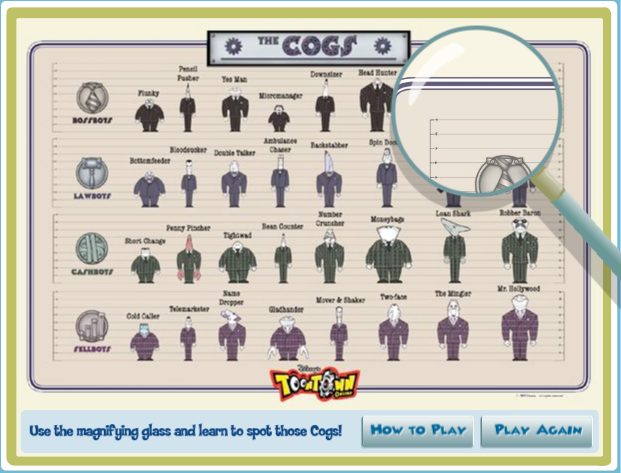 THE COGS
Pencil
Pusher
Yes Man
Downsizer
Head Hunter
Flunky
Micromanager
BOSSBOTS
Ambulance
Chaser
Bloodsucker
Double Talker
Backstabber
Spin Doc
Bottomfeeder
LAWBOTS
Number
Cruncher
Moneybags
Loan Shark
Robber Baron
Penny Pincher
Bean Counter
Short Change
Tightwad
CASHBOTS
Name
Dropper
Mover & Shaker
Two-face
The Mingler
Mr. Hollywood
Cold Caller
Telemarketer
Gladhander
SELLBOTS
Disney's
TOONTOWN
Use the magnifying glass and learn to spot those Cogs!
HOW TO PLAY
PLAY AGAIN